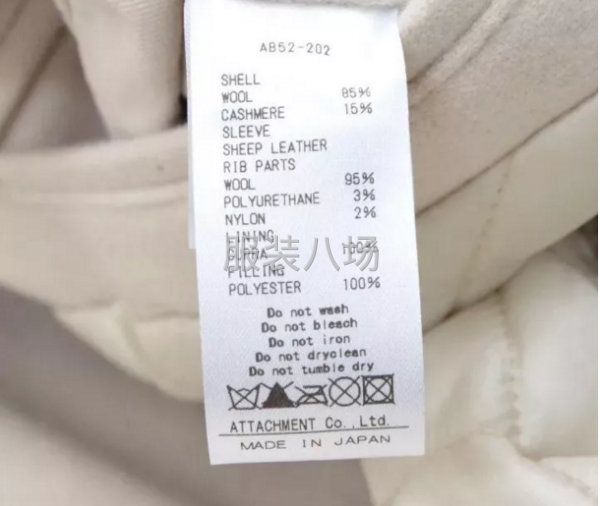 AB52-202
SHELL
WOOL 85%
CASHMERE 15%
SLEEVE
SHEEP LEATHER
RIB PARTS
WOOL 95%
POLYURETHANE 3%
NYLON 2%
LINING
100%
FILLING
POLYESTER 100%
服装八场
Do not wash
Do not bleach
Do not iron
Do not dryclean
Do not tumble dry
ATTACHMENT Co.,Ltd.
MADE IN JAPAN